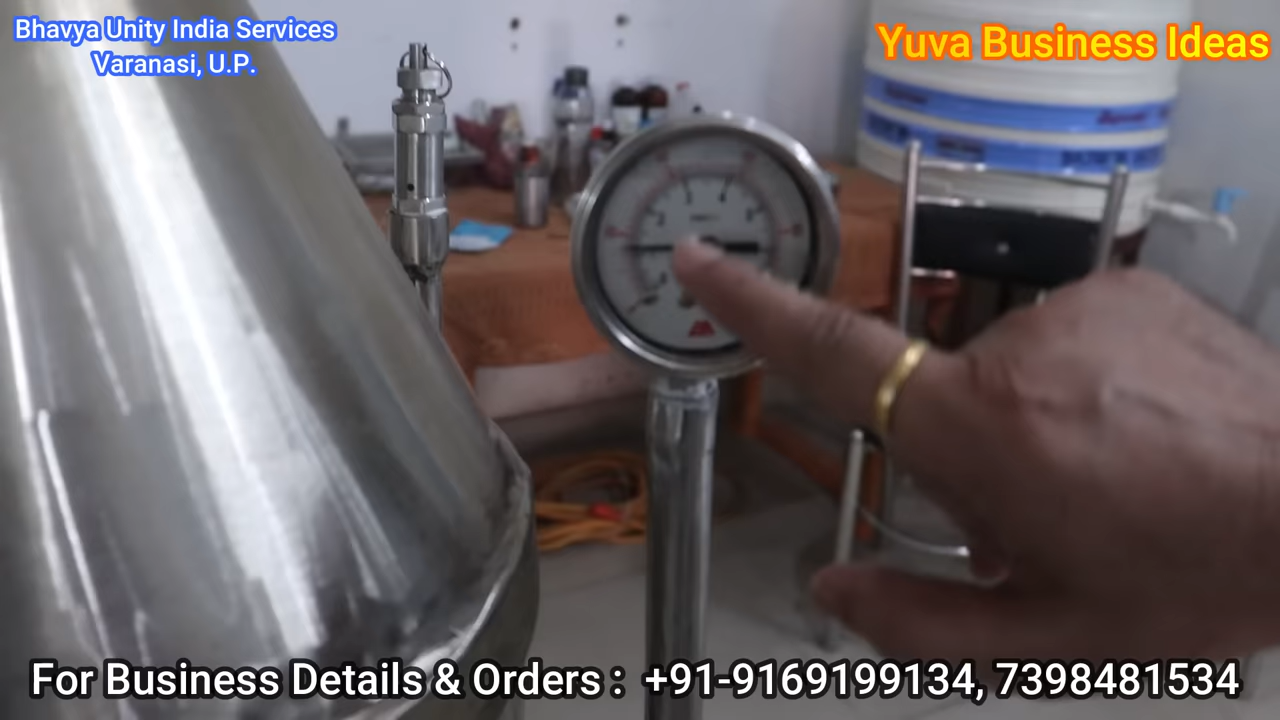 Bhavya Unity India Services
Varanasi, U.P.
Yuva Business Ideas
For Business Details & Orders : +91-9169199134, 7398481534